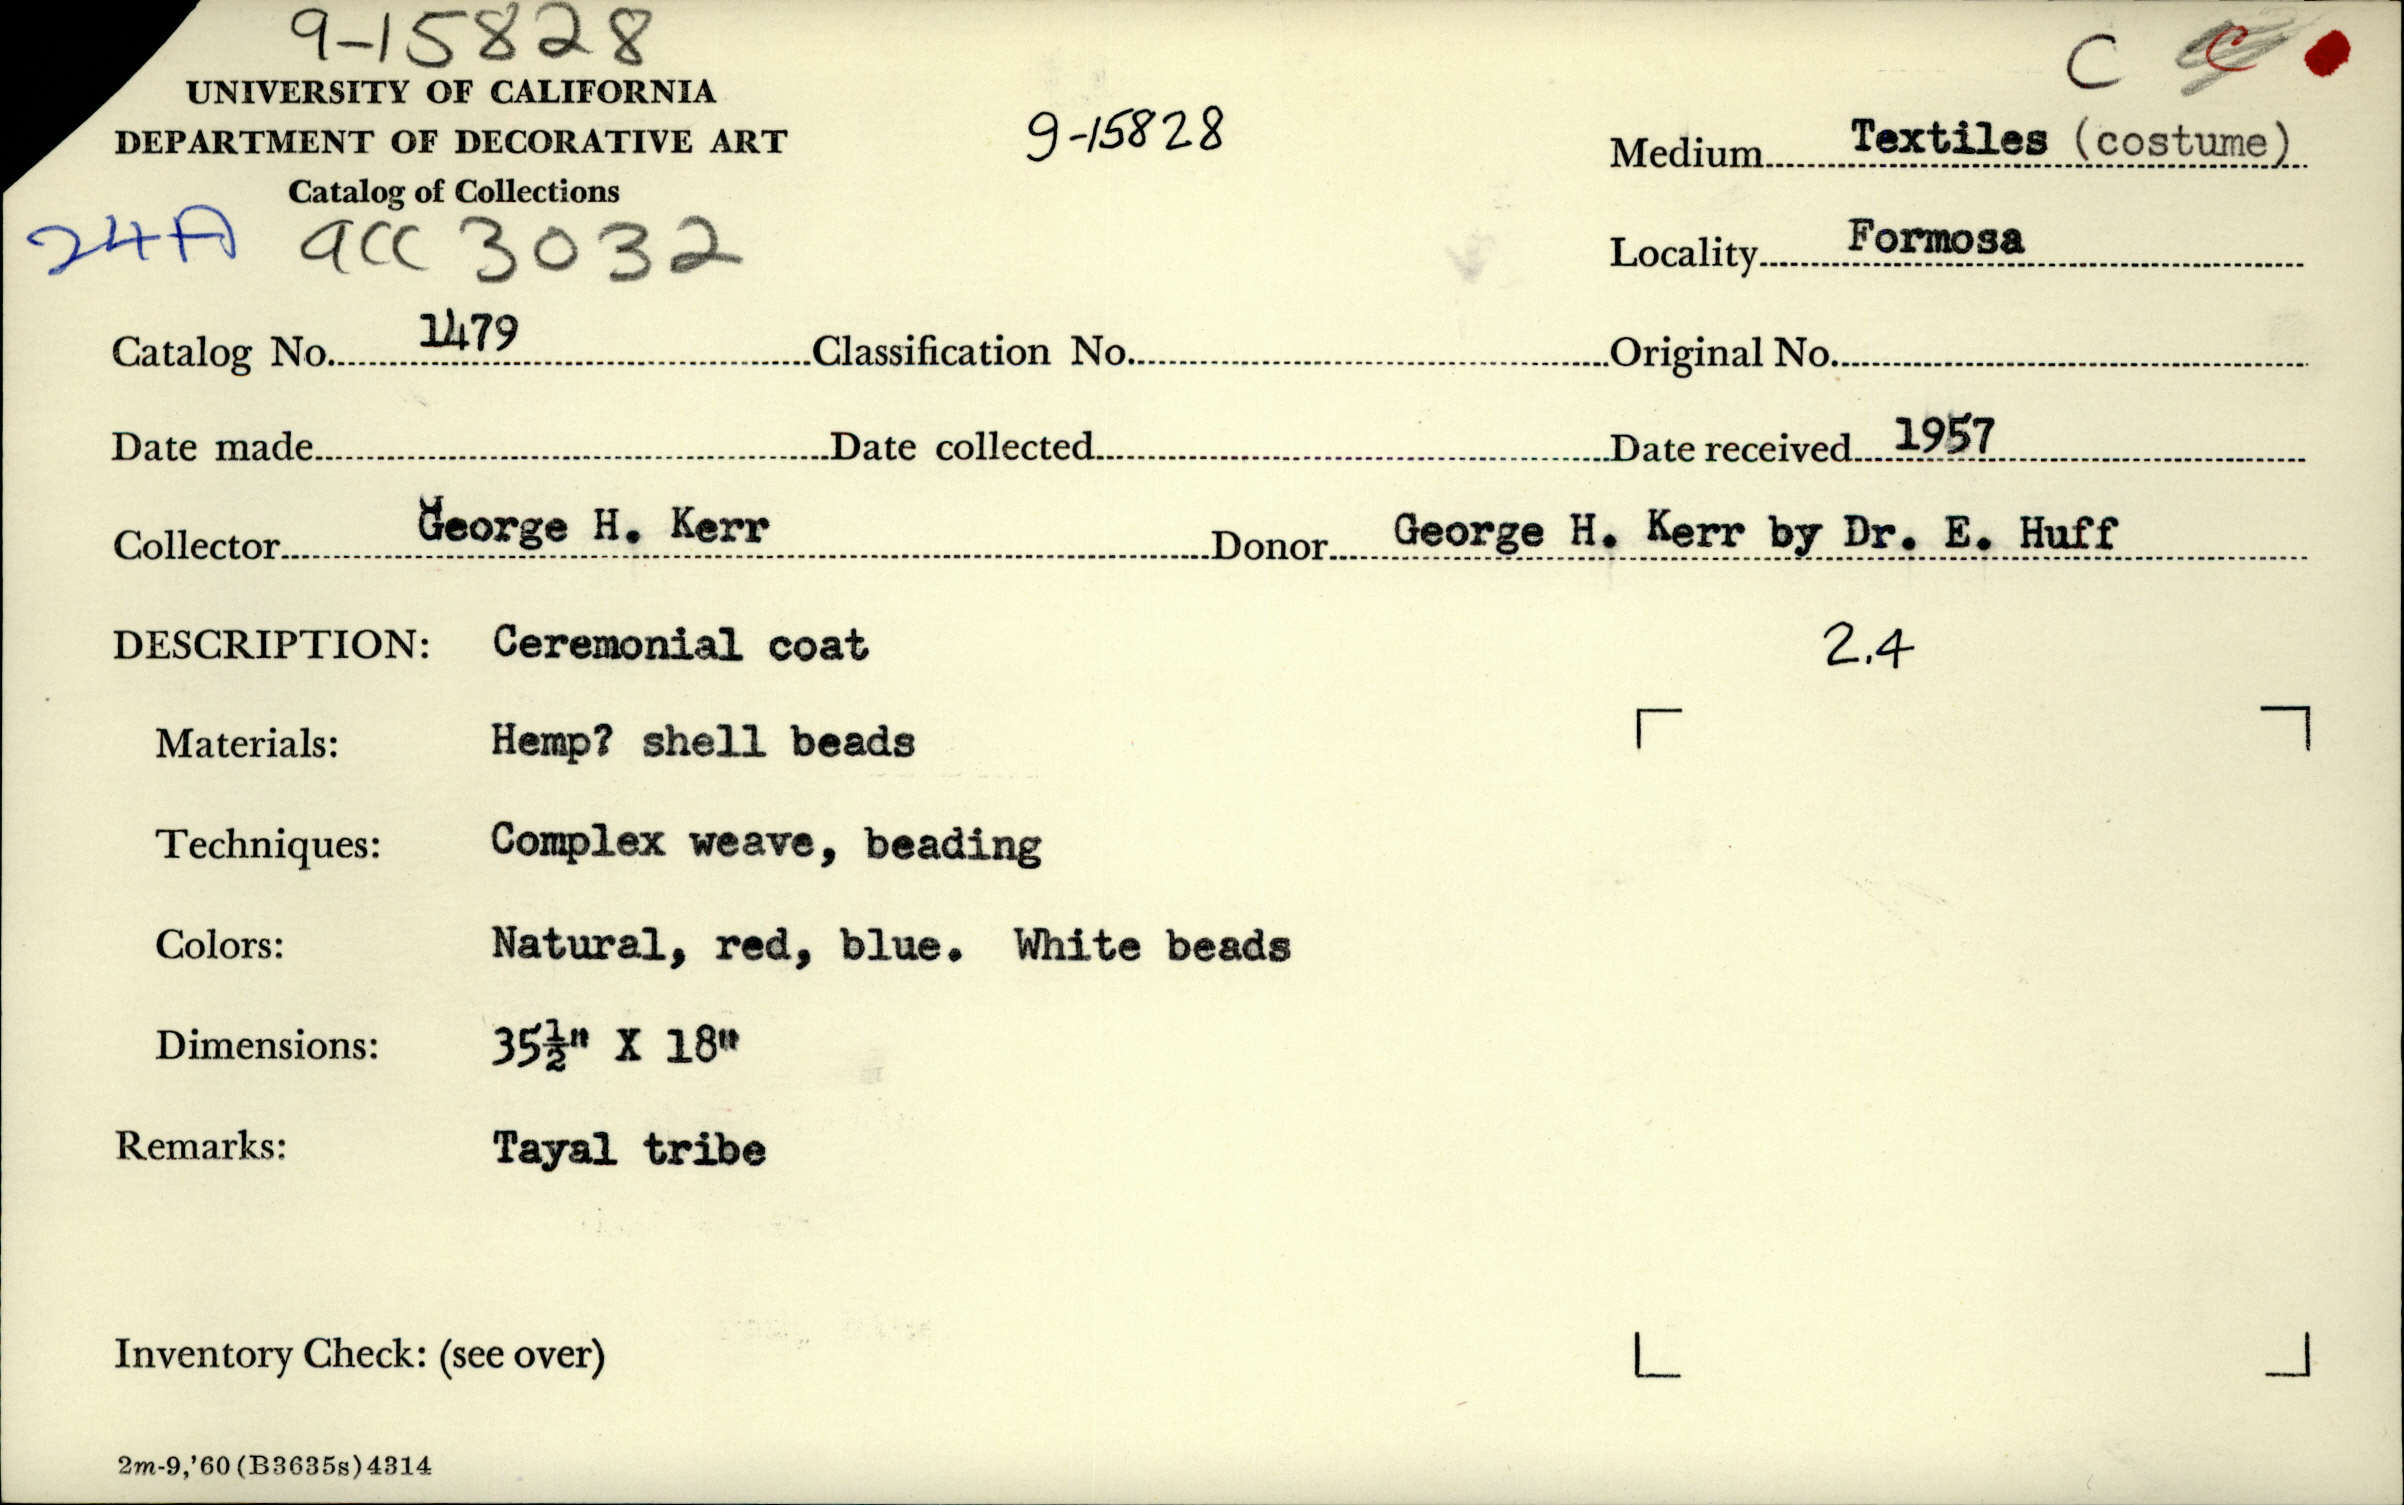 9-15828
C C
UNIVERSITY OF CALIFORNIA
DEPARTMENT OF DECORATIVE ART
Catalog of Collections
9-15828
Medium Textiles (costume)
24A acc 3032
Locality Formosa
Catalog No. 1479 Classification No. Original No.
Date made Date collected Date received 1957
Collector George H. Kerr Donor George H. Kerr by Dr. E. Huff
DESCRIPTION: Ceremonial coat 2.4
Materials: Hemp? shell beads
Techniques: Complex weave, beading
Colors: Natural, red, blue. White beads
Dimensions: 35½" X 18"
Remarks: Tayal tribe
Inventory Check: (see over)
2m-9,'60(B3635s)4314